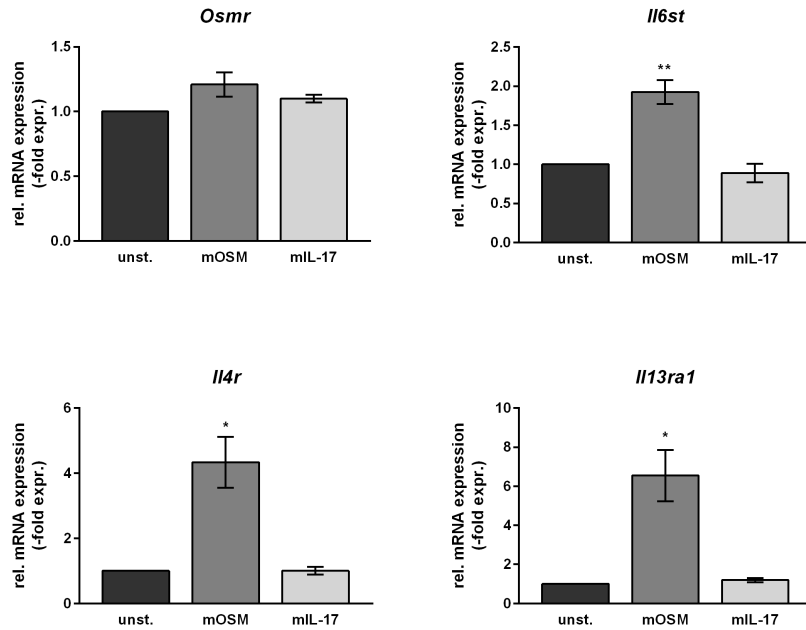 Osmr
rel. mRNA expression
(-fold expr.)
1.5
1.0
0.5
0.0
unst. mOSM mIL-17
Il6st
rel. mRNA expression
(-fold expr.)
2.5
2.0
1.5
1.0
0.5
0.0
**
unst. mOSM mIL-17
Il4r
rel. mRNA expression
(-fold expr.)
6
4
2
0
*
unst. mOSM mIL-17
Il13ra1
rel. mRNA expression
(-fold expr.)
10
8
6
4
2
0
*
unst. mOSM mIL-17